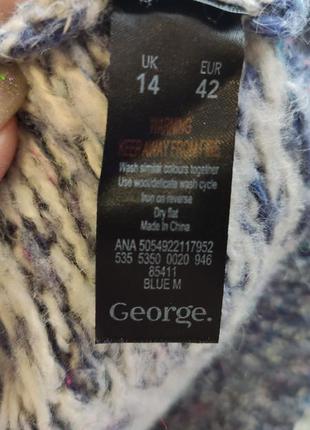 UK EUR
14 42
WARNING
KEEP AWAY FROM FIRE
Wash similar colours together
Use wool/delicate wash cycle
Iron on reverse
Dry flat
Made In China
ANA 5054922117952
535 5350 0020 946
85411
BLUE M
George.